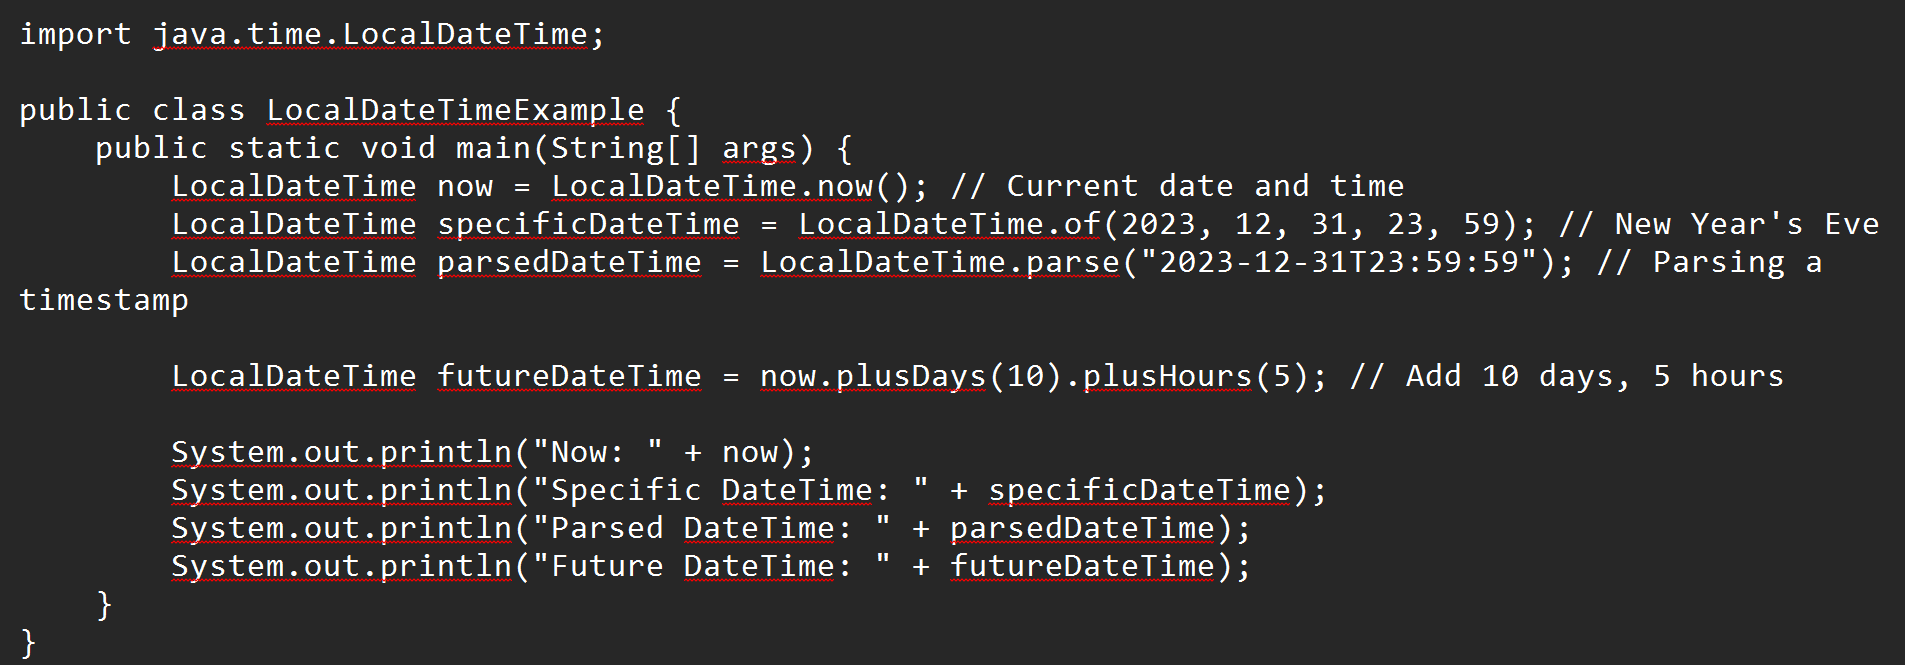 import java.time.LocalDateTime;
public class LocalDateTimeExample {
public static void main(String[] args) {
LocalDateTime now = LocalDateTime.now(); // Current date and time
LocalDateTime specificDateTime = LocalDateTime.of(2023, 12, 31, 23, 59); // New Year's Eve
LocalDateTime parsedDateTime = LocalDateTime.parse("2023-12-31T23:59:59"); // Parsing a
timestamp
LocalDateTime futureDateTime = now.plusDays(10).plusHours(5); // Add 10 days, 5 hours
System.out.println("Now: " + now);
System.out.println("Specific DateTime: " + specificDateTime);
System.out.println("Parsed DateTime: " + parsedDateTime);
System.out.println("Future DateTime: " + futureDateTime);
}
}